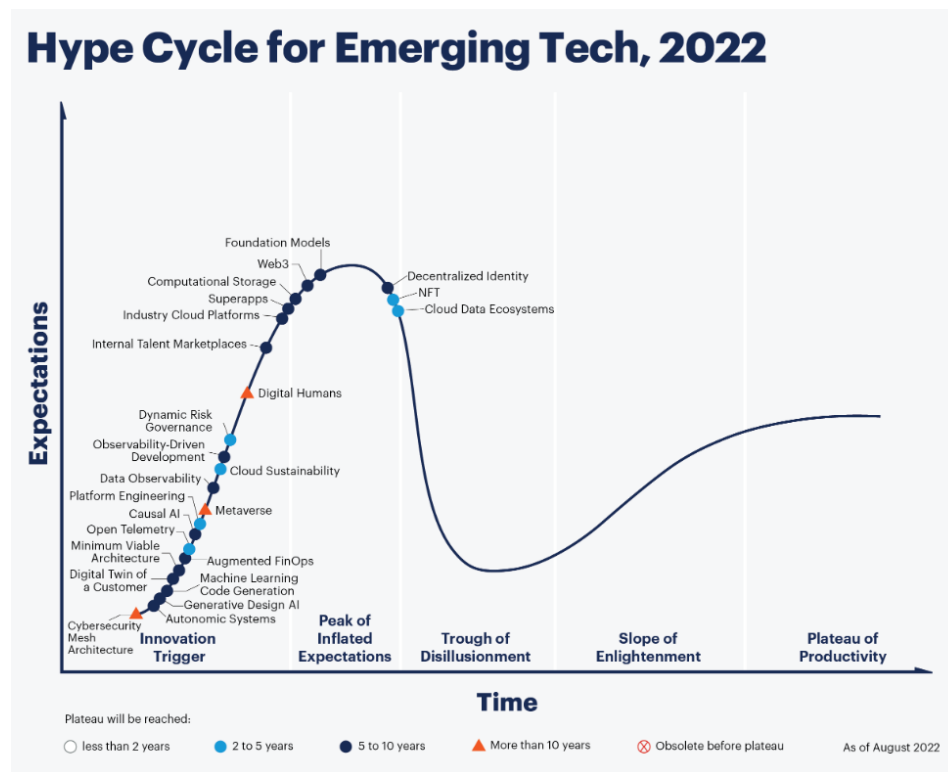 Hype Cycle for Emerging Tech, 2022
Expectations
Foundation Models
Web3
Computational Storage
Superapps
Industry Cloud Platforms
Internal Talent Marketplaces
Decentralized Identity
NFT
Cloud Data Ecosystems
Digital Humans
Dynamic Risk
Governance
Observability-Driven
Development
Cloud Sustainability
Data Observability
Platform Engineering
Metaverse
Causal AI
Open Telemetry
Minimum Viable
Architecture
Augmented FinOps
Digital Twin of
a Customer
Machine Learning
Code Generation
Generative Design AI
Autonomic Systems
Cybersecurity
Mesh
Architecture
Innovation
Trigger
Peak of
Inflated
Expectations
Trough of
Disillusionment
Slope of
Enlightenment
Plateau of
Productivity
Time
Plateau will be reached:
less than 2 years
2 to 5 years
5 to 10 years
More than 10 years
Obsolete before plateau
As of August 2022